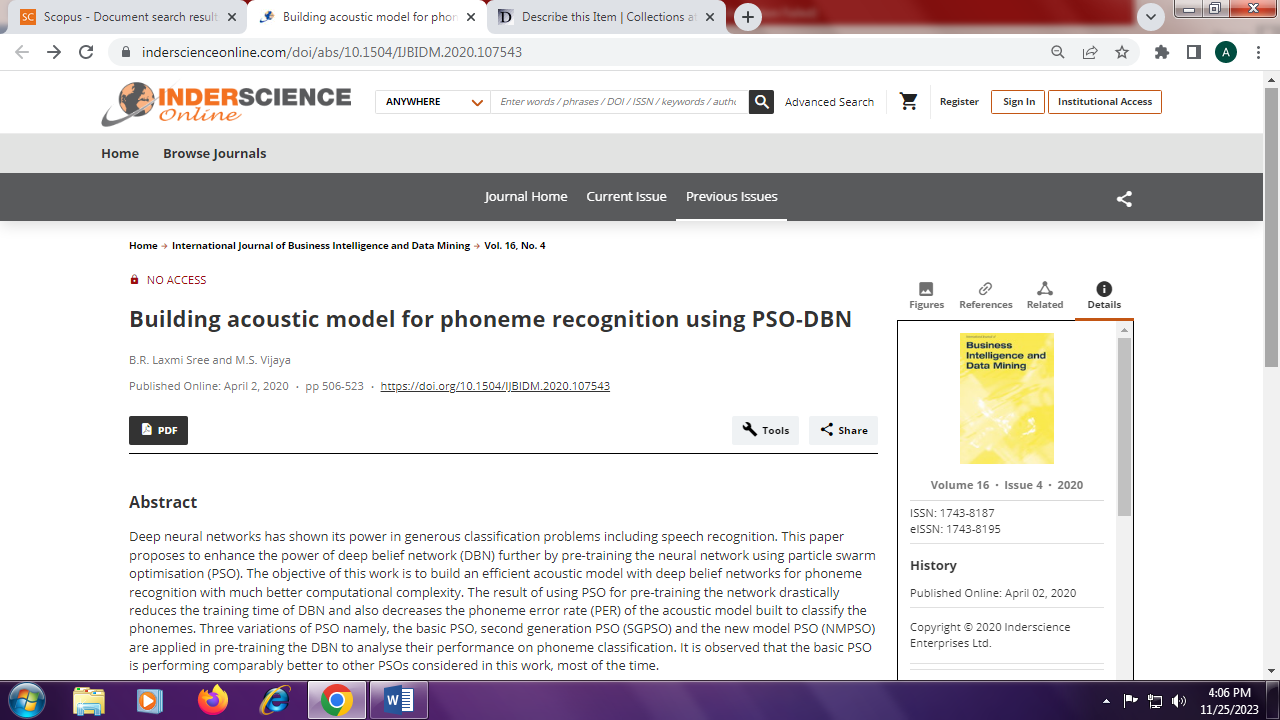 Scopus - Document search result
Building acoustic model for phon
Describe this Item | Collections a
inderscienceonline.com/doi/abs/10.1504/IJBIDM.2020.107543
A
INDERSCIENCE
Online
ANYWHERE
Enter words / phrases / DOI / ISSN / keywords / autho
Advanced Search
Register
Sign In
Institutional Access
Home
Browse Journals
Journal Home
Current Issue
Previous Issues
Home → International Journal of Business Intelligence and Data Mining → Vol. 16, No. 4
NO ACCESS
Building acoustic model for phoneme recognition using PSO-DBN
B.R. Laxmi Sree and M.S. Vijaya
Published Online: April 2, 2020 • pp 506-523 • https://doi.org/10.1504/IJBIDM.2020.107543
PDF
Tools
Share
Abstract
Deep neural networks has shown its power in generous classification problems including speech recognition. This paper
proposes to enhance the power of deep belief network (DBN) further by pre-training the neural network using particle swarm
optimisation (PSO). The objective of this work is to build an efficient acoustic model with deep belief networks for phoneme
recognition with much better computational complexity. The result of using PSO for pre-training the network drastically
reduces the training time of DBN and also decreases the phoneme error rate (PER) of the acoustic model built to classify the
phonemes. Three variations of PSO namely, the basic PSO, second generation PSO (SGPSO) and the new model PSO (NMPSO)
are applied in pre-training the DBN to analyse their performance on phoneme classification. It is observed that the basic PSO
is performing comparably better to other PSOs considered in this work, most of the time.
Figures
References
Related
Details
Business
Intelligence and
Data Mining
Volume 16 • Issue 4 • 2020
ISSN: 1743-8187
eISSN: 1743-8195
History
Published Online: April 02, 2020
Copyright © 2020 Inderscience
Enterprises Ltd.
4:06 PM
11/25/2023